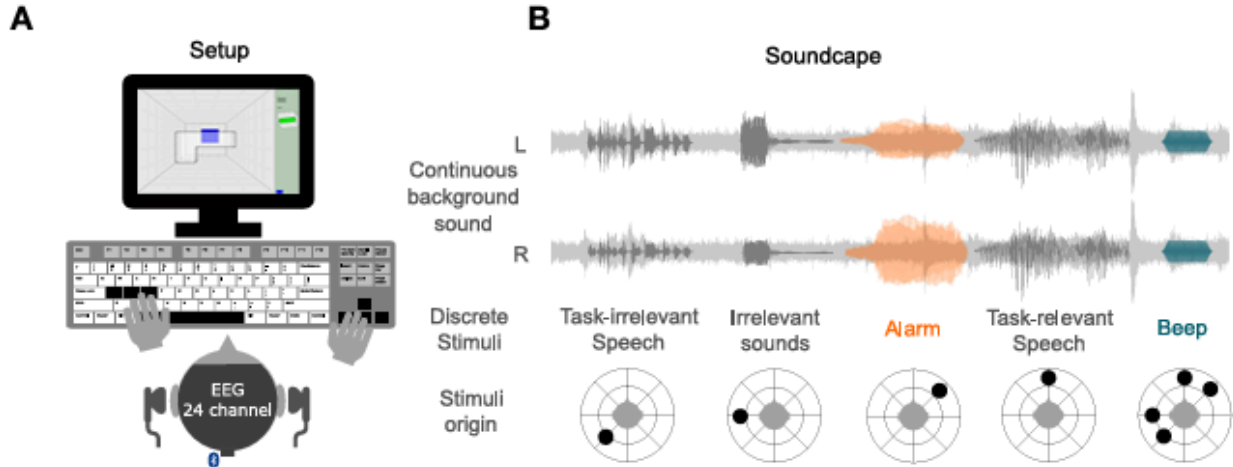 A
B
Setup
Soundcape
L
Continuous
background
sound
R
Discrete
Stimuli
Task-irrelevant
Speech
Irrelevant
sounds
Alarm
Task-relevant
Speech
Beep
EEG
24 channel
Stimuli
origin